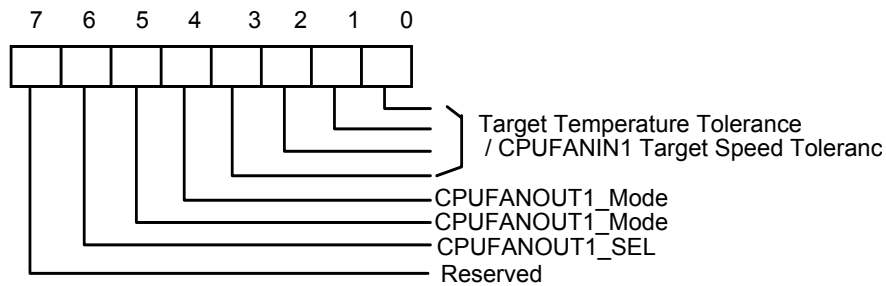 7 6 5 4 3 2 1 0
Target Temperature Tolerance
/ CPUFANIN1 Target Speed Toleranc
CPUFANOUT1_Mode
CPUFANOUT1_Mode
CPUFANOUT1_SEL
Reserved